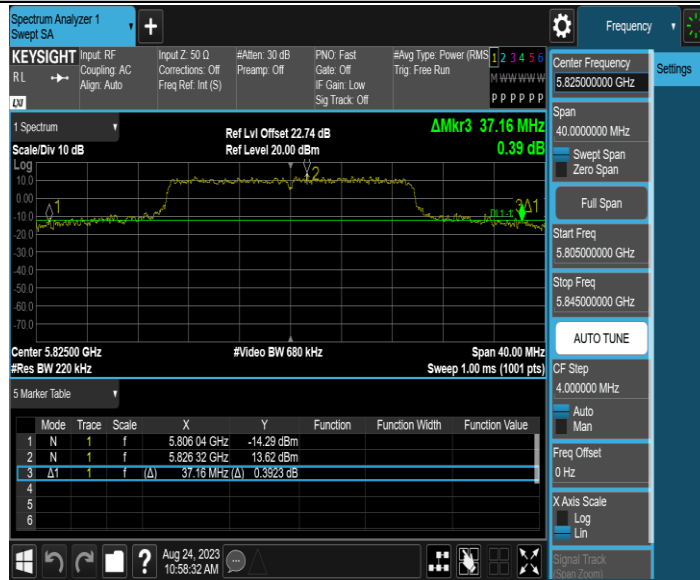 Spectrum Analyzer 1
Swept SA
+
Frequency
KEYSIGHT
RL
LXI
Input: RF
Coupling: AC
Align: Auto
Input Z: 50 Ω
Corrections: Off
Freq Ref: Int (S)
#Atten: 30 dB
Preamp: Off
PNO: Fast
Gate: Off
IF Gain: Low
Sig Track: Off
#Avg Type: Power (RMS
Trig: Free Run
1 2 3 4 5 6
M W W W W W
P P P P P P
1 Spectrum
Scale/Div 10 dB
Ref Lvl Offset 22.74 dB
Ref Level 20.00 dBm
ΔMkr3 37.16 MHz
0.39 dB
Log
10.0
0.00
-10.0
-20.0
-30.0
-40.0
-50.0
-60.0
-70.0
1
2
3Δ1
Center 5.82500 GHz
#Res BW 220 kHz
#Video BW 680 kHz
Span 40.00 MHz
Sweep 1.00 ms (1001 pts)
5 Marker Table
Mode Trace Scale X Y Function Function Width Function Value
1 N 1 f 5.806 04 GHz -14.29 dBm
2 N 1 f 5.826 32 GHz 13.62 dBm
3 Δ1 1 f (Δ) 37.16 MHz (Δ) 0.3923 dB
4
5
6
Aug 24, 2023
10:58:32 AM
?
Center Frequency
5.825000000 GHz
Settings
Span
40.0000000 MHz
Swept Span
Zero Span
Full Span
Start Freq
5.805000000 GHz
Stop Freq
5.845000000 GHz
AUTO TUNE
CF Step
4.000000 MHz
Auto
Man
Freq Offset
0 Hz
X Axis Scale
Log
Lin
Signal Track
(Span Zoom)